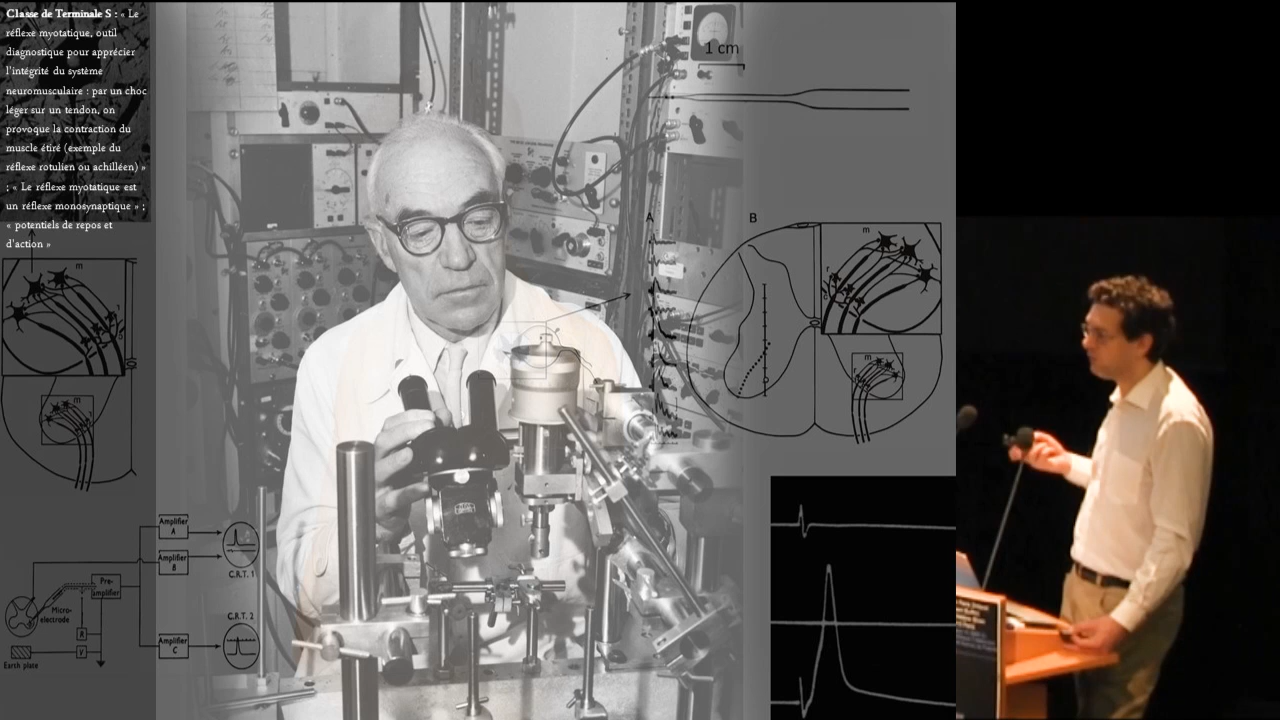 Classe de Terminale S : « Le
réflexe myotatique, outil
diagnostique pour apprécier
l'intégrité du système
neuromusculaire : par un choc
léger sur un tendon, on
provoque la contraction du
muscle étiré (exemple du
réflexe rotulien ou achilléen) »
; « Le réflexe myotatique est
un réflexe monosynaptique » ;
« potentiels de repos et
d'action »
1 cm
A
B
m
m
m
m
Amplifier
A
Amplifier
B
C.R.T. 1
Pre-
amplifier
Micro-
electrode
R
V
Earth plate
C.R.T. 2
Amplifier
C